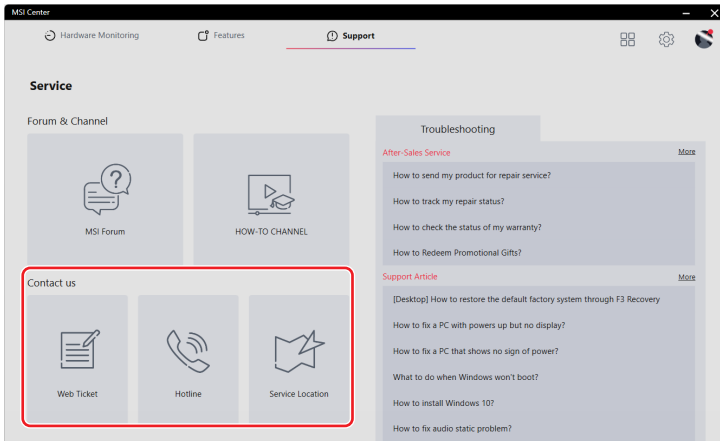 MSI Center
Hardware Monitoring
Features
Support
Service
Forum & Channel
MSI Forum
HOW-TO CHANNEL
Contact us
Web Ticket
Hotline
Service Location
Troubleshooting
After-Sales Service
More
How to send my product for repair service?
How to track my repair status?
How to check the status of my warranty?
How to Redeem Promotional Gifts?
Support Article
More
[Desktop] How to restore the default factory system through F3 Recovery
How to fix a PC with powers up but no display?
How to fix a PC that shows no sign of power?
What to do when Windows won't boot?
How to install Windows 10?
How to fix audio static problem?